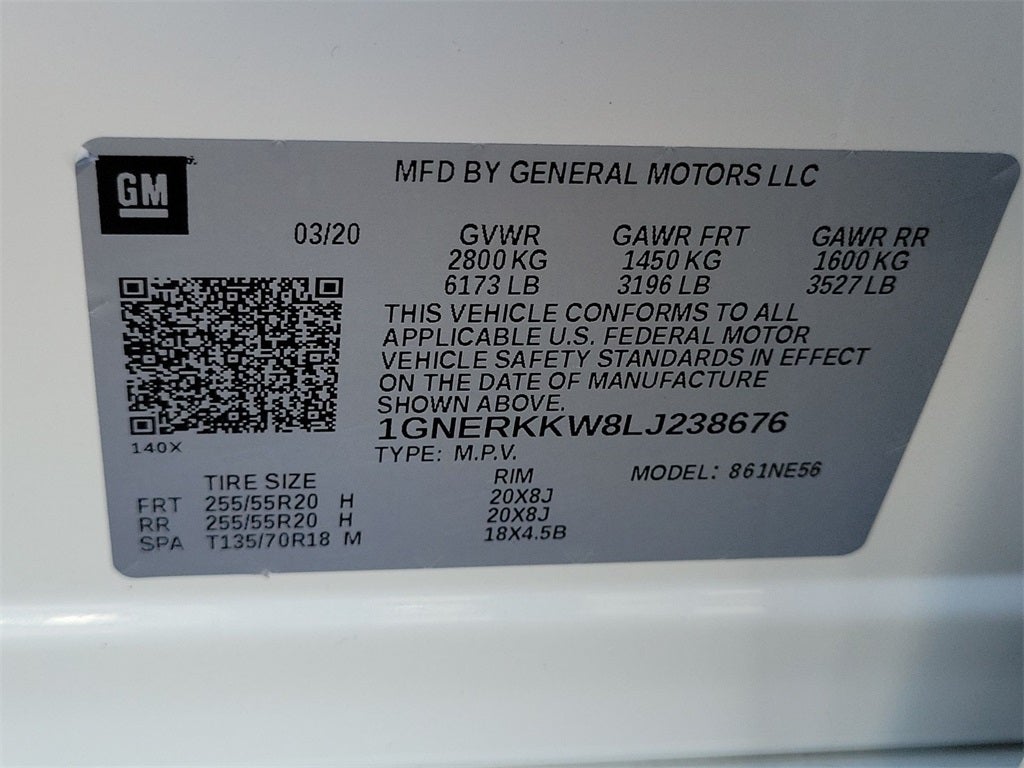 GM
MFD BY GENERAL MOTORS LLC
03/20 GVWR GAWR FRT GAWR RR
2800 KG 1450 KG 1600 KG
6173 LB 3196 LB 3527 LB
THIS VEHICLE CONFORMS TO ALL
APPLICABLE U.S. FEDERAL MOTOR
VEHICLE SAFETY STANDARDS IN EFFECT
ON THE DATE OF MANUFACTURE
SHOWN ABOVE.
1GNERKKW8LJ238676
140X
TYPE: M.P.V.
MODEL: 861NE56
TIRE SIZE RIM
FRT 255/55R20 H 20X8J
RR 255/55R20 H 20X8J
SPA T135/70R18 M 18X4.5B